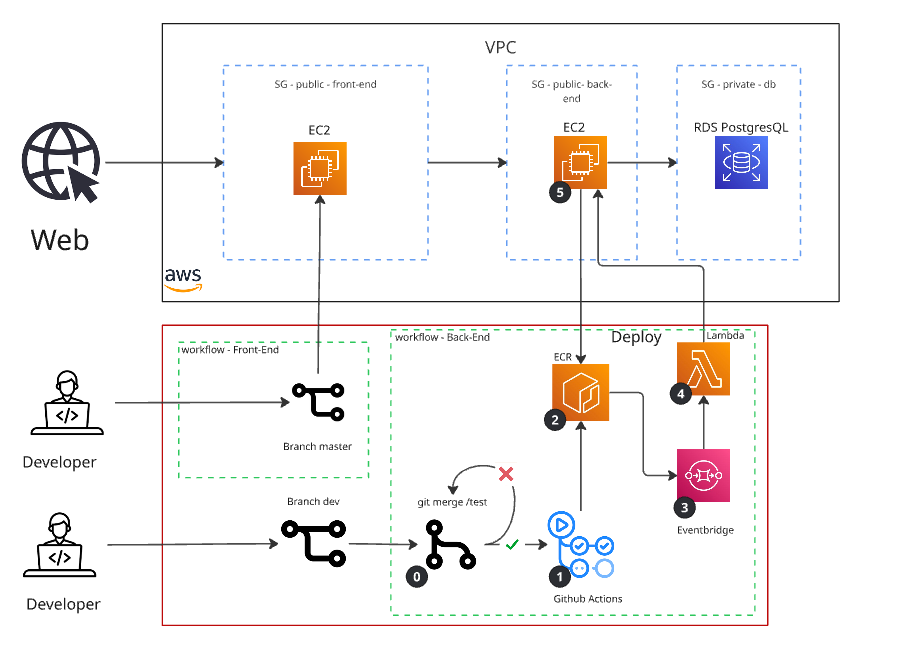 VPC
SG - public - front-end
SG - public- back-
end
SG - private - db
EC2
EC2
RDS PostgresQL
5
Web
aws
workflow - Front-End
workflow - Back-End
Deploy
Lambda
ECR
4
2
</>
Branch master
Developer
Branch dev
git merge /test
3
Eventbridge
</>
0
1
Github Actions
Developer